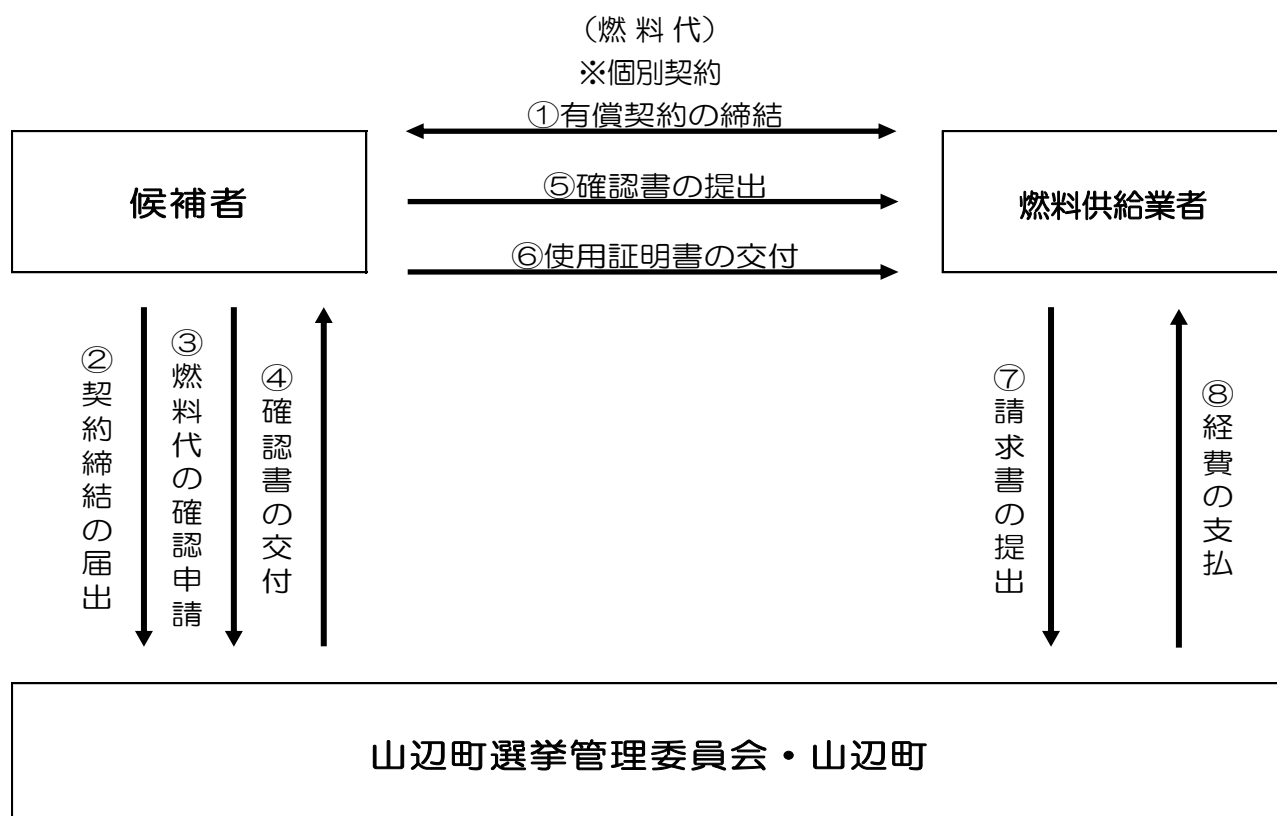 (燃 料 代)
※個別契約
①有償契約の締結
候補者
⑤確認書の提出
燃料供給業者
⑥使用証明書の交付
②契約締結の届出
③燃料代の確認申請
④確認書の交付
⑦請求書の提出
⑧経費の支払
山辺町選挙管理委員会・山辺町